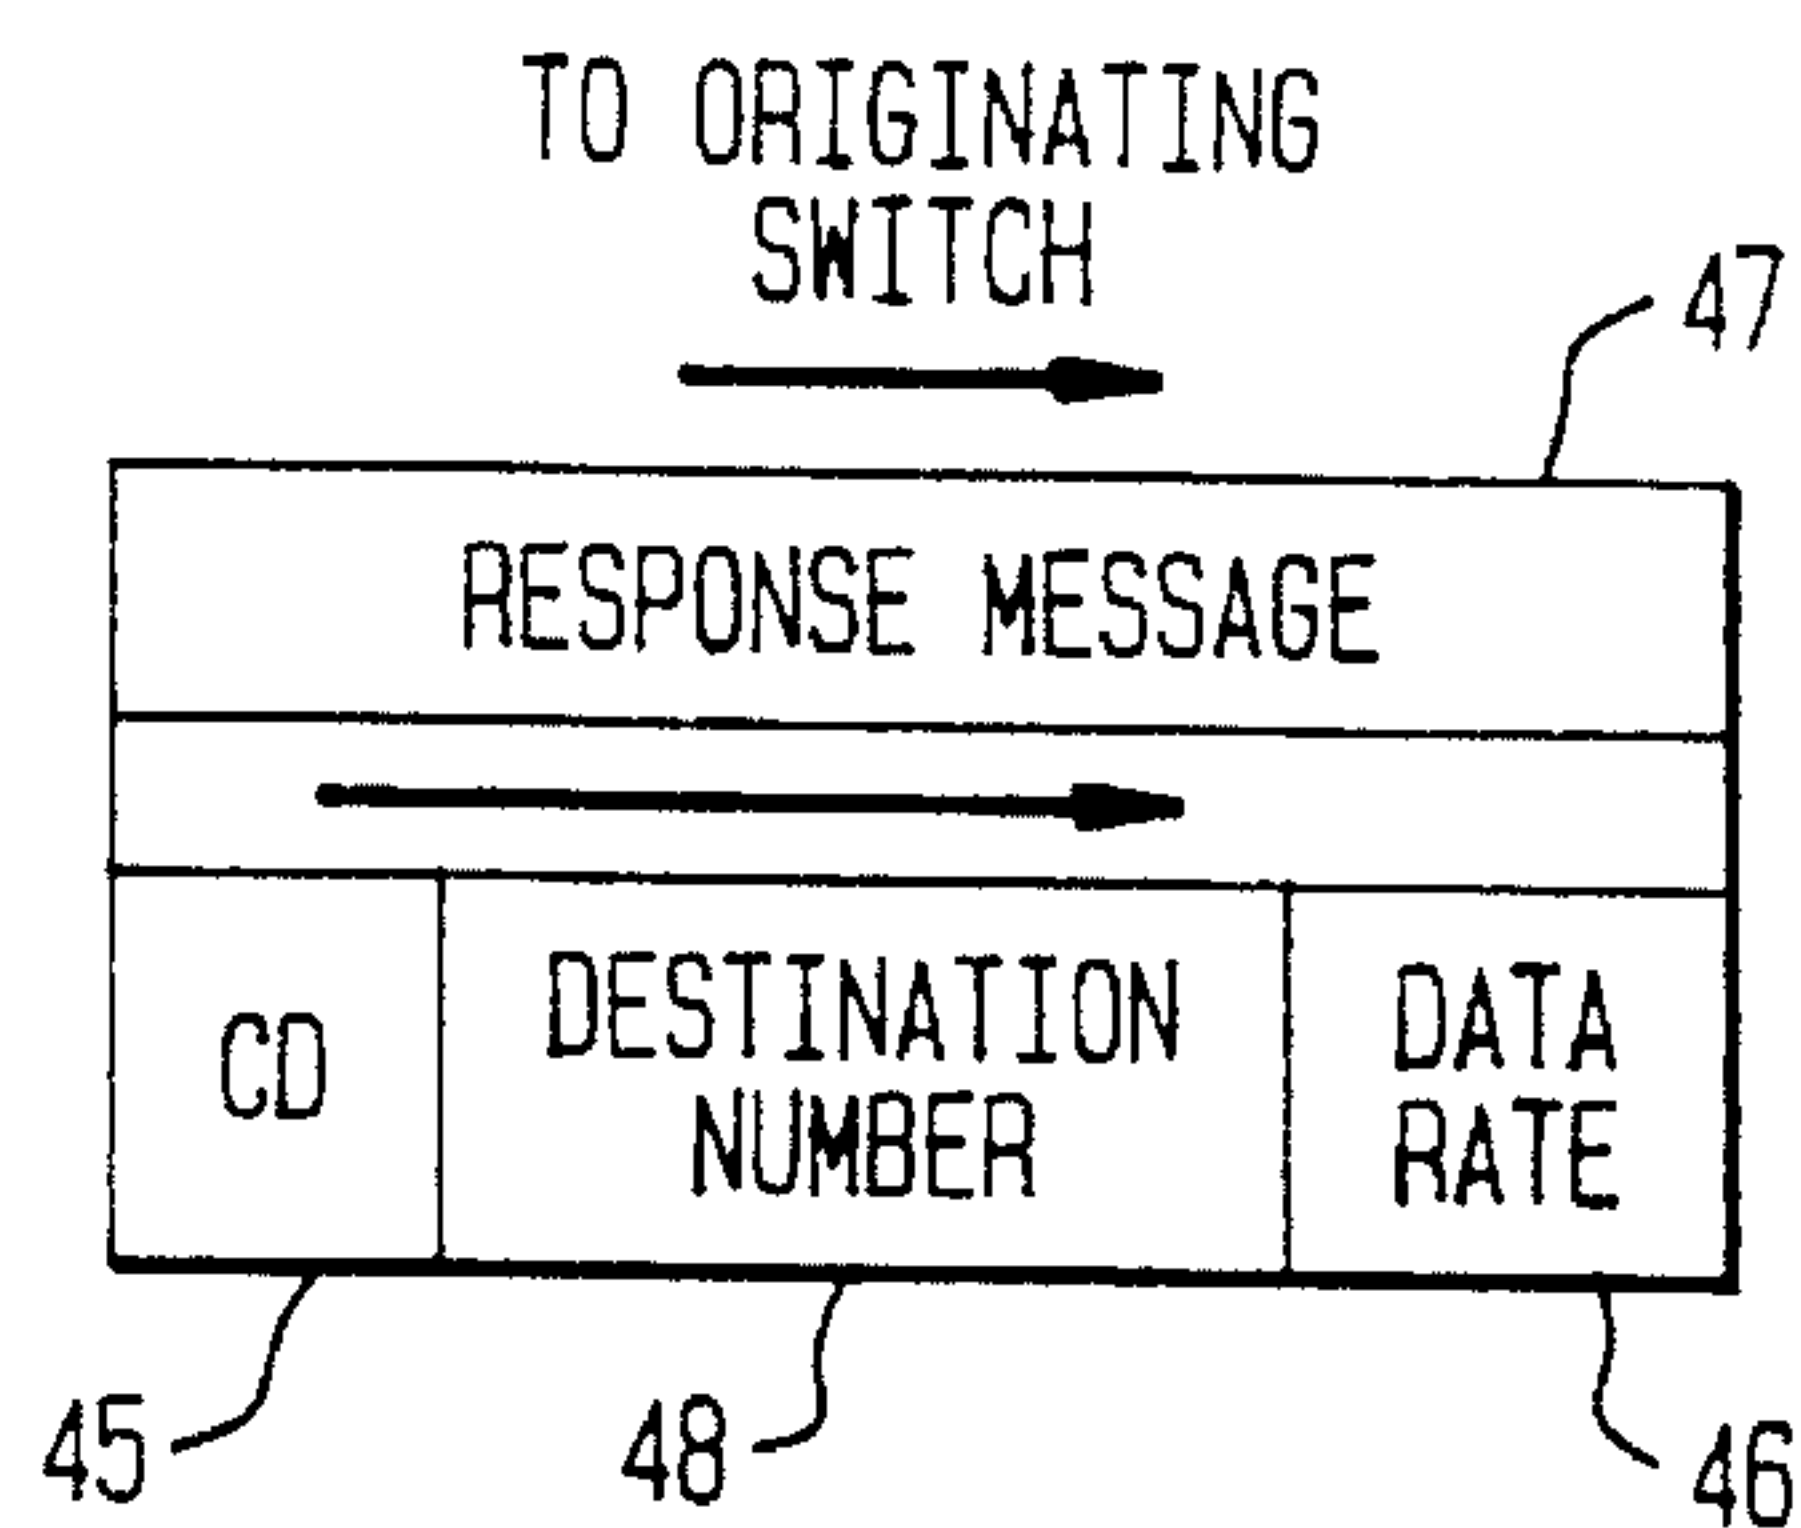 TO ORIGINATING
SWITCH
47
RESPONSE MESSAGE
CD
DESTINATION
NUMBER
DATA
RATE
45
48
46